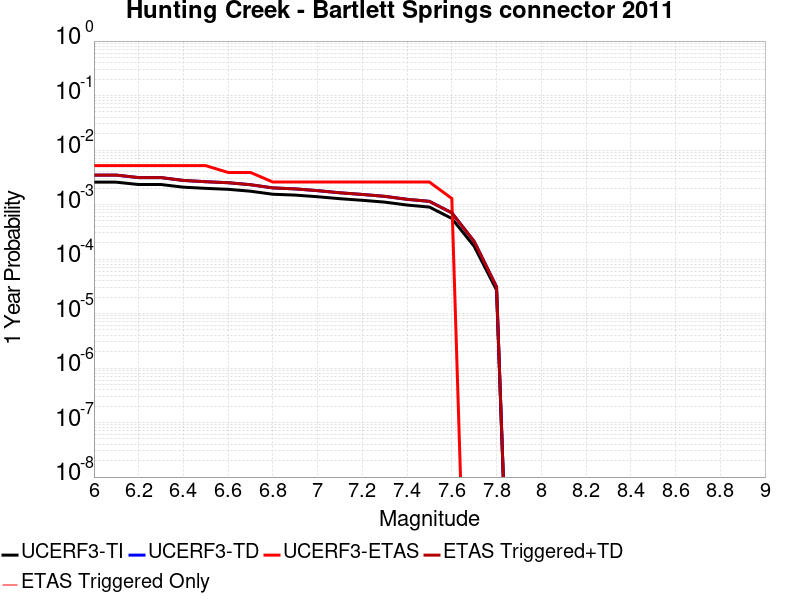 Hunting Creek - Bartlett Springs connector 2011
10^0
10^-1
10^-2
10^-3
10^-4
10^-5
10^-6
10^-7
10^-8
1 Year Probability
6 6.2 6.4 6.6 6.8 7 7.2 7.4 7.6 7.8 8 8.2 8.4 8.6 8.8 9
Magnitude
UCERF3-TI UCERF3-TD UCERF3-ETAS ETAS Triggered+TD
ETAS Triggered Only